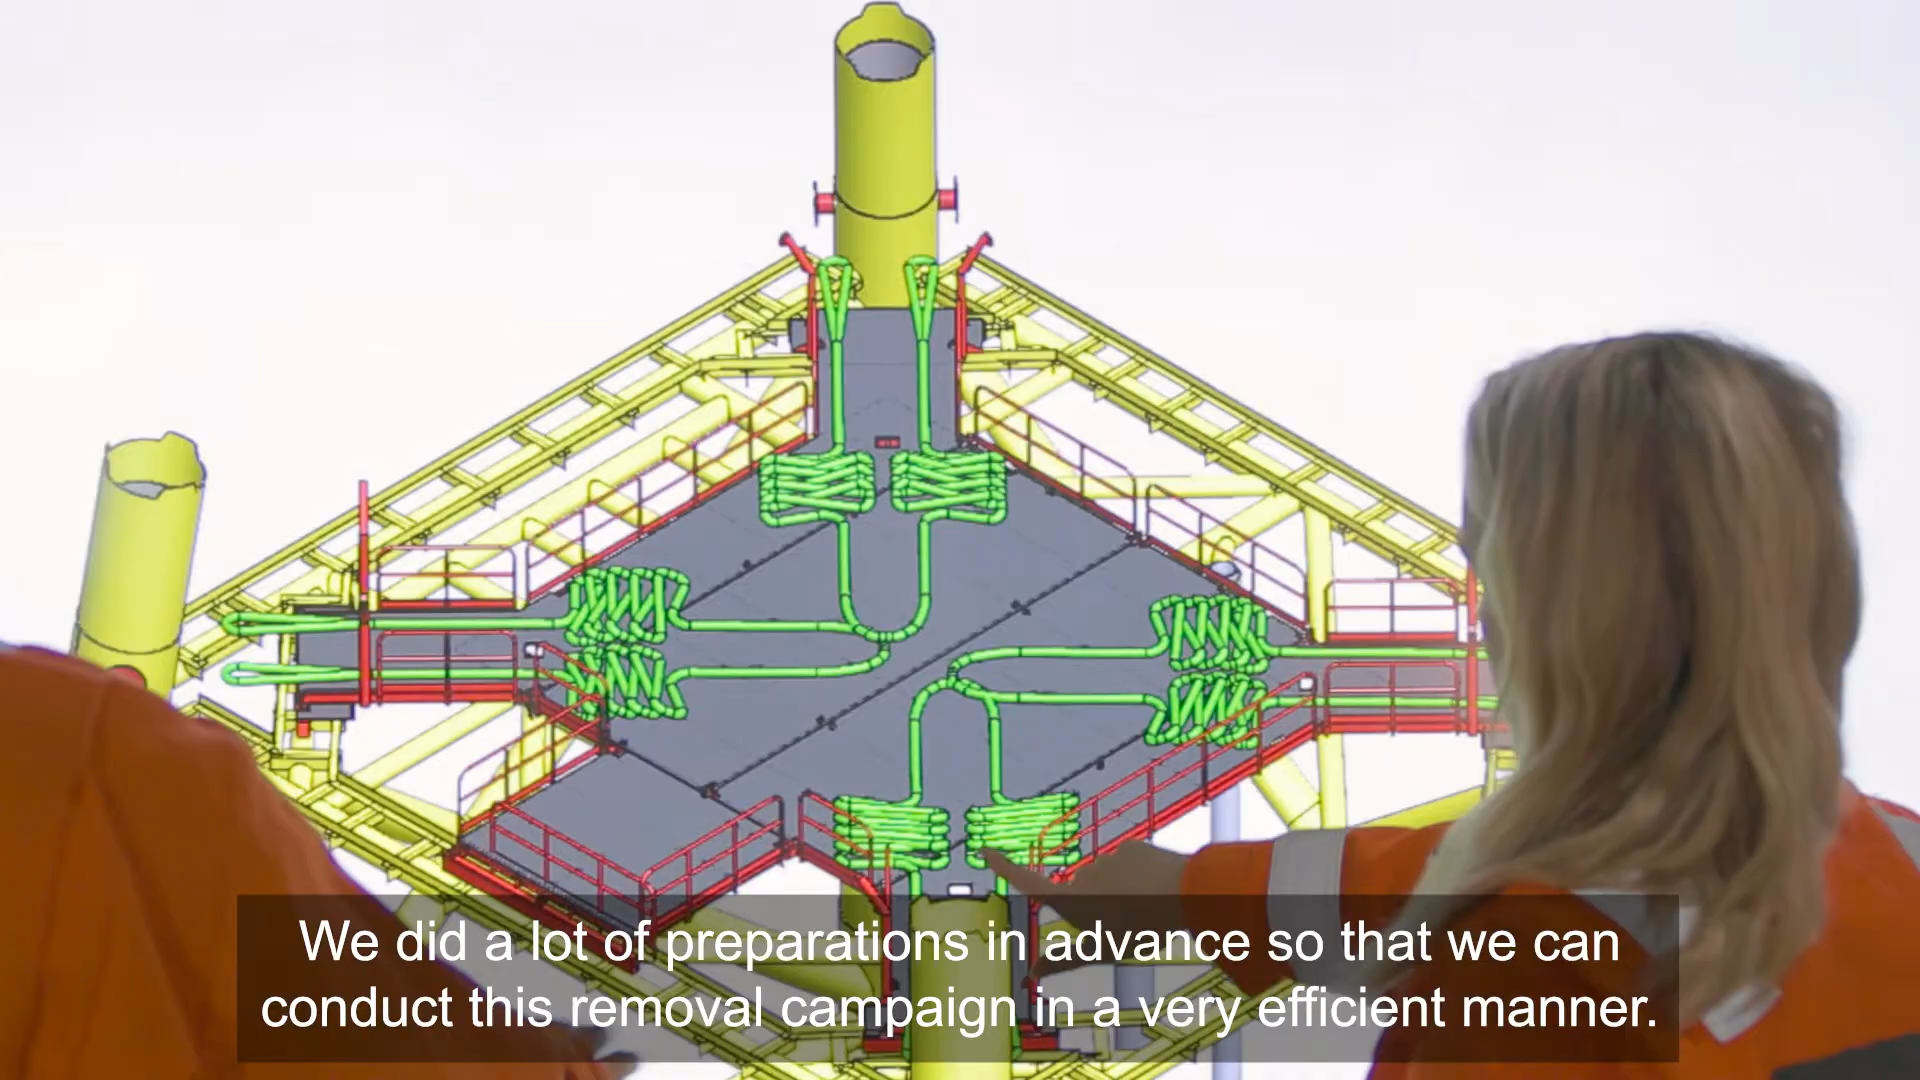 We did a lot of preparations in advance so that we can
conduct this removal campaign in a very efficient manner.